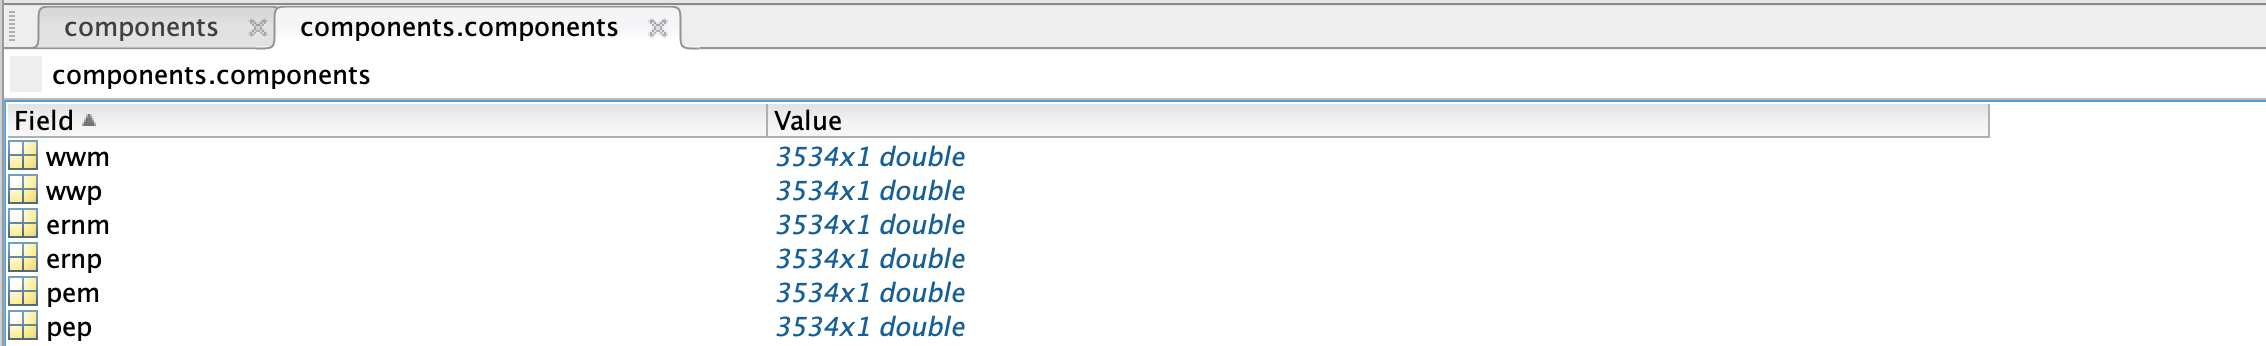 components components.components
components.components
Field Value
wwm 3534x1 double
wwp 3534x1 double
ernm 3534x1 double
ernp 3534x1 double
pem 3534x1 double
pep 3534x1 double